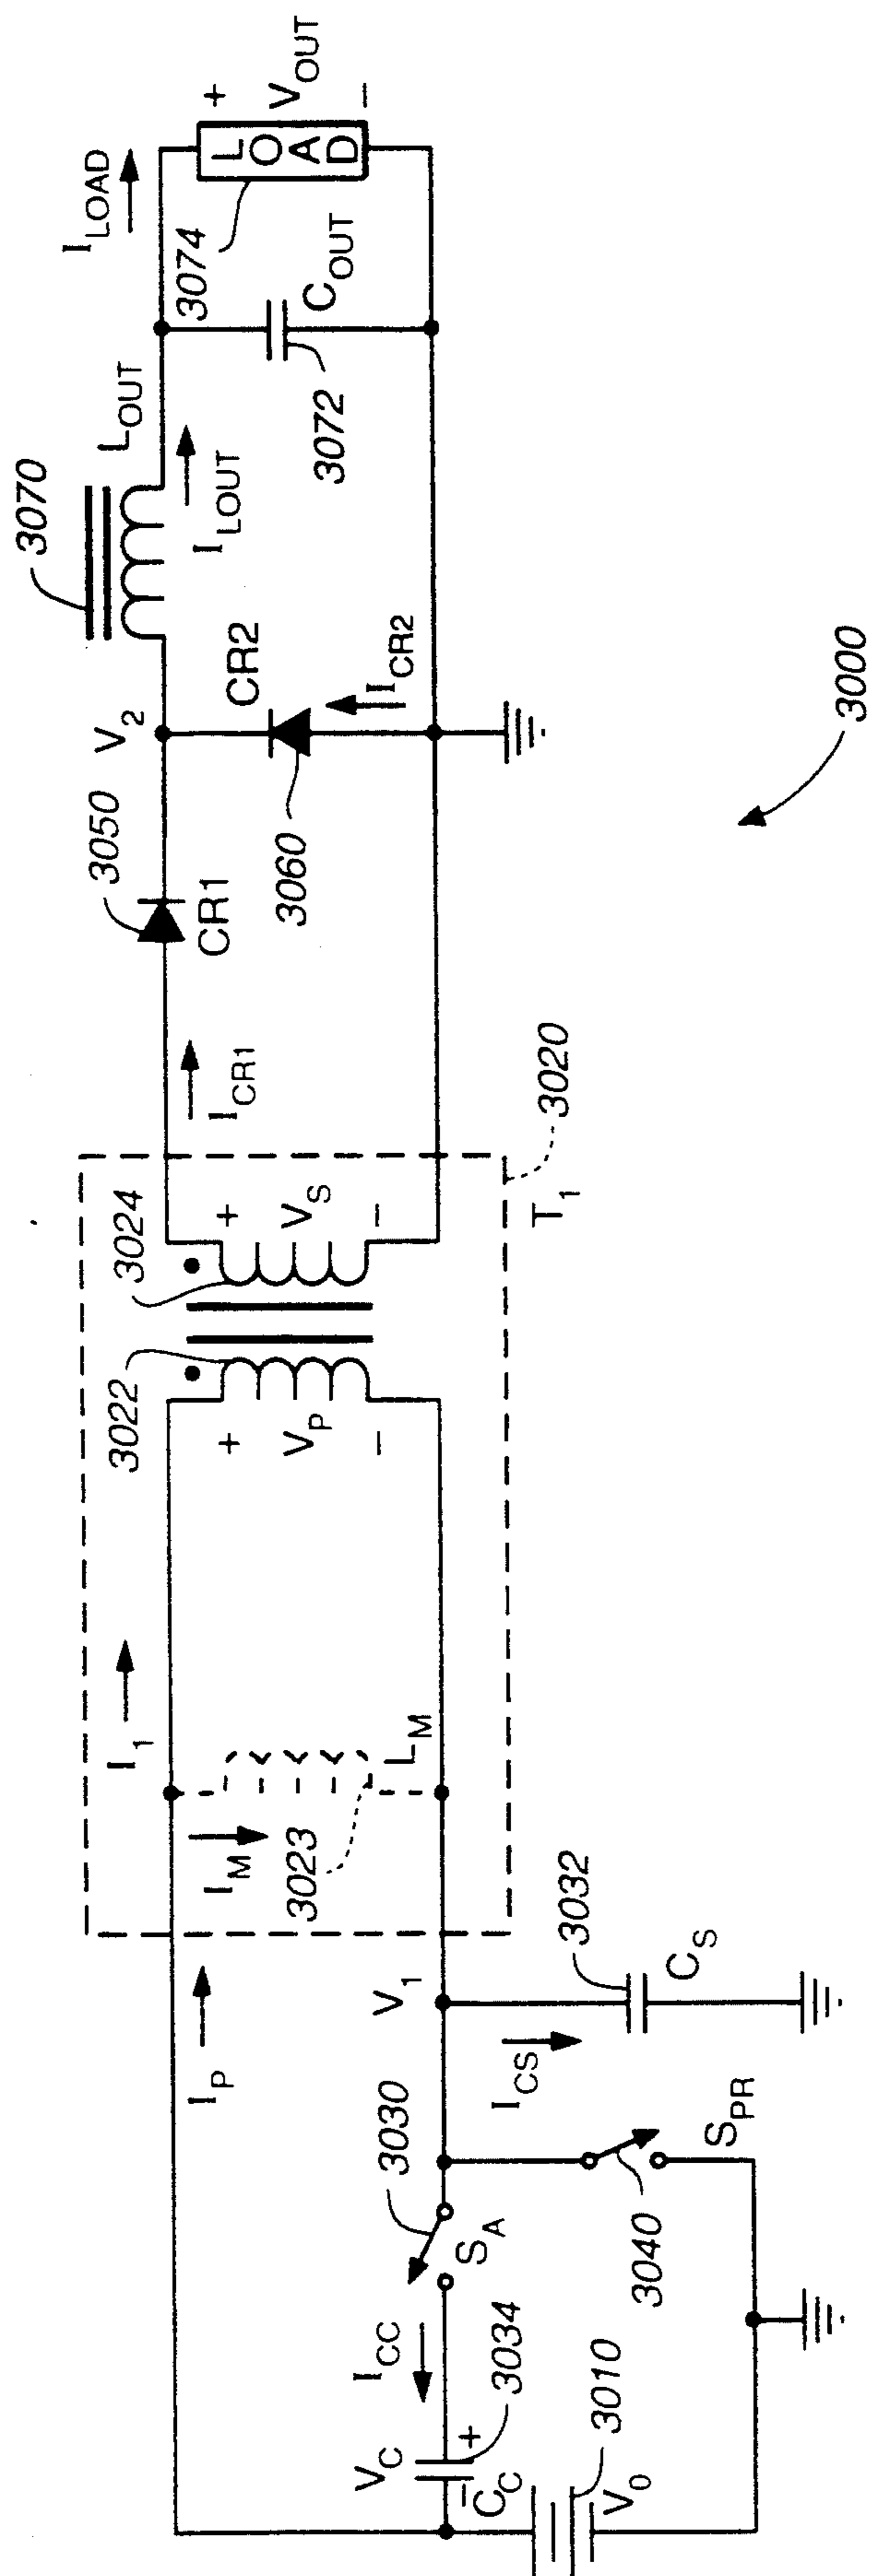 3070
L_OUT
I_LOUT
I_LOAD
3074
LOAD
+
V_OUT
−
3072
C_OUT
V_2
3050
CR1
CR2
3060
I_CR2
I_CR1
3000
3020
T_1
3024
3022
+
V_S
−
+
V_P
−
I_1
I_M
3023
L_M
I_P
V_1
3032
C_S
I_CS
3030
S_A
S_PR
3040
I_CC
3034
V_C
+
−
C_C
3010
V_0